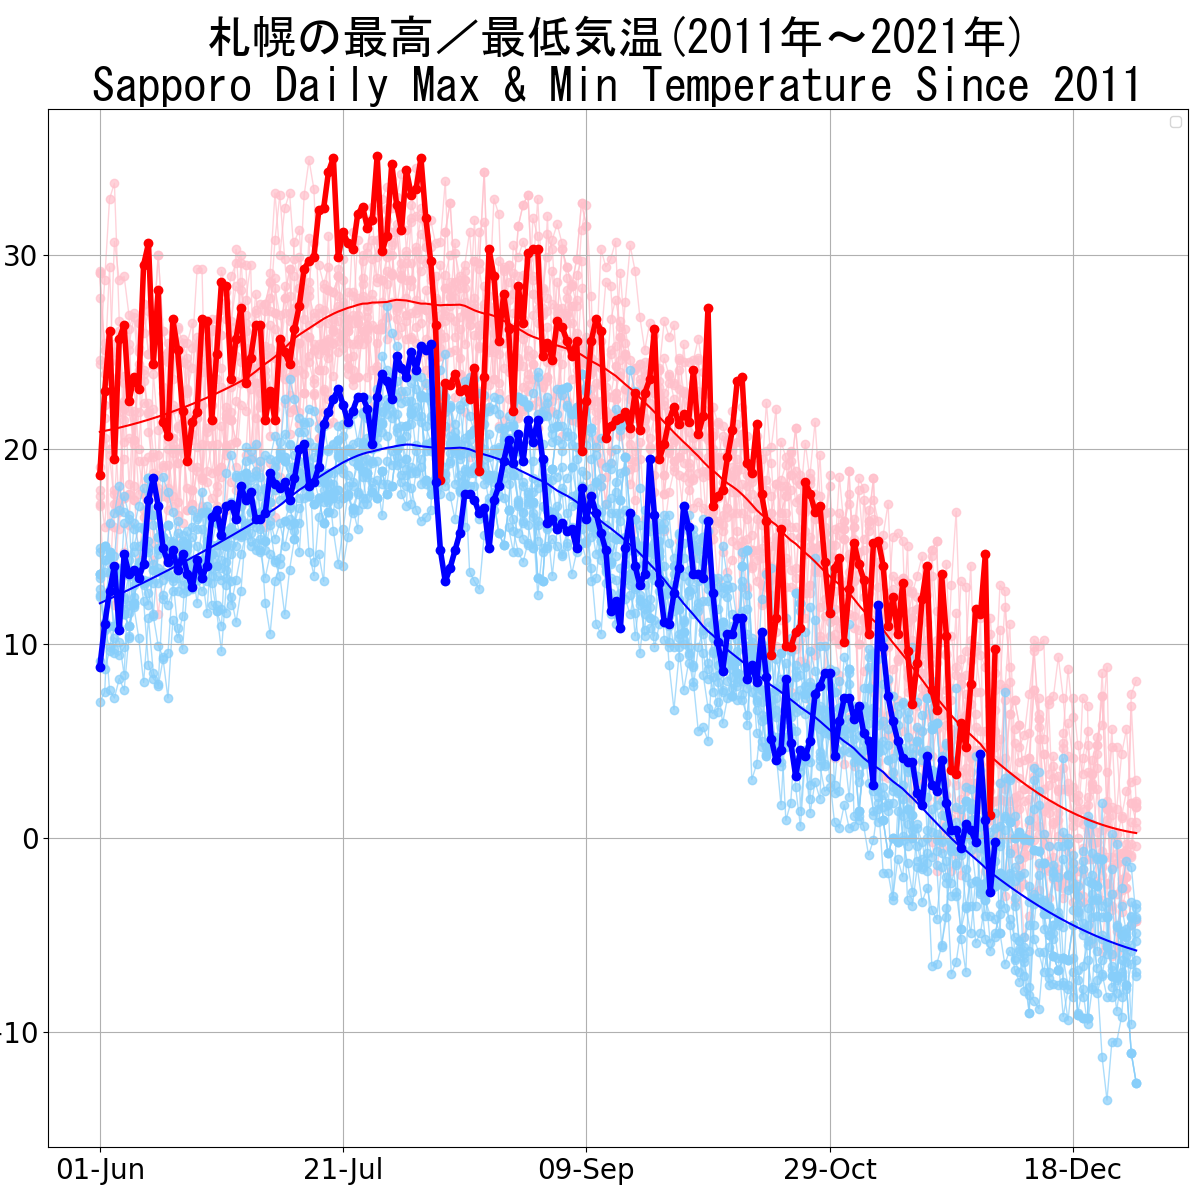 札幌の最高／最低気温(2011年～2021年)
Sapporo Daily Max & Min Temperature Since 2011
30
20
10
0
-10
01-Jun 21-Jul 09-Sep 29-Oct 18-Dec